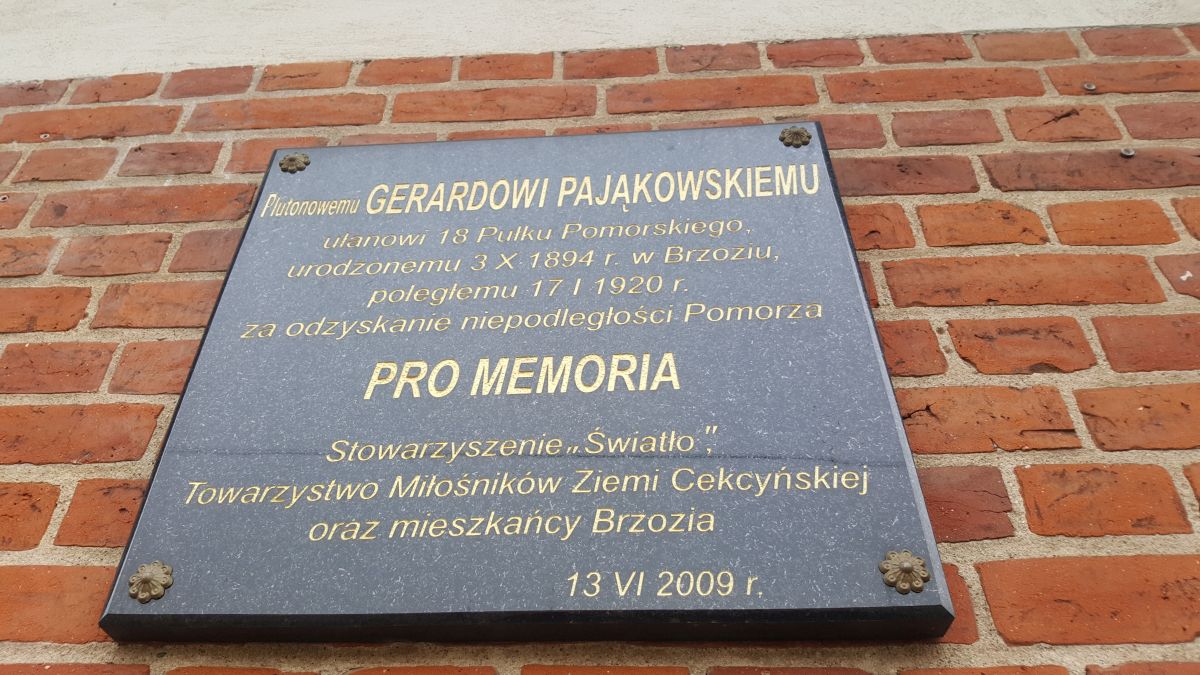 Plutonowemu GERARDOWI PAJĄKOWSKIEMU
ułanowi 18 Pułku Pomorskiego,
urodzonemu 3 X 1894 r. w Brzoziu,
poległemu 17 I 1920 r.
za odzyskanie niepodległości Pomorza
PRO MEMORIA
Stowarzyszenie „Światło",
Towarzystwo Miłośników Ziemi Cekcyńskiej
oraz mieszkańcy Brzozia
13 VI 2009 r.